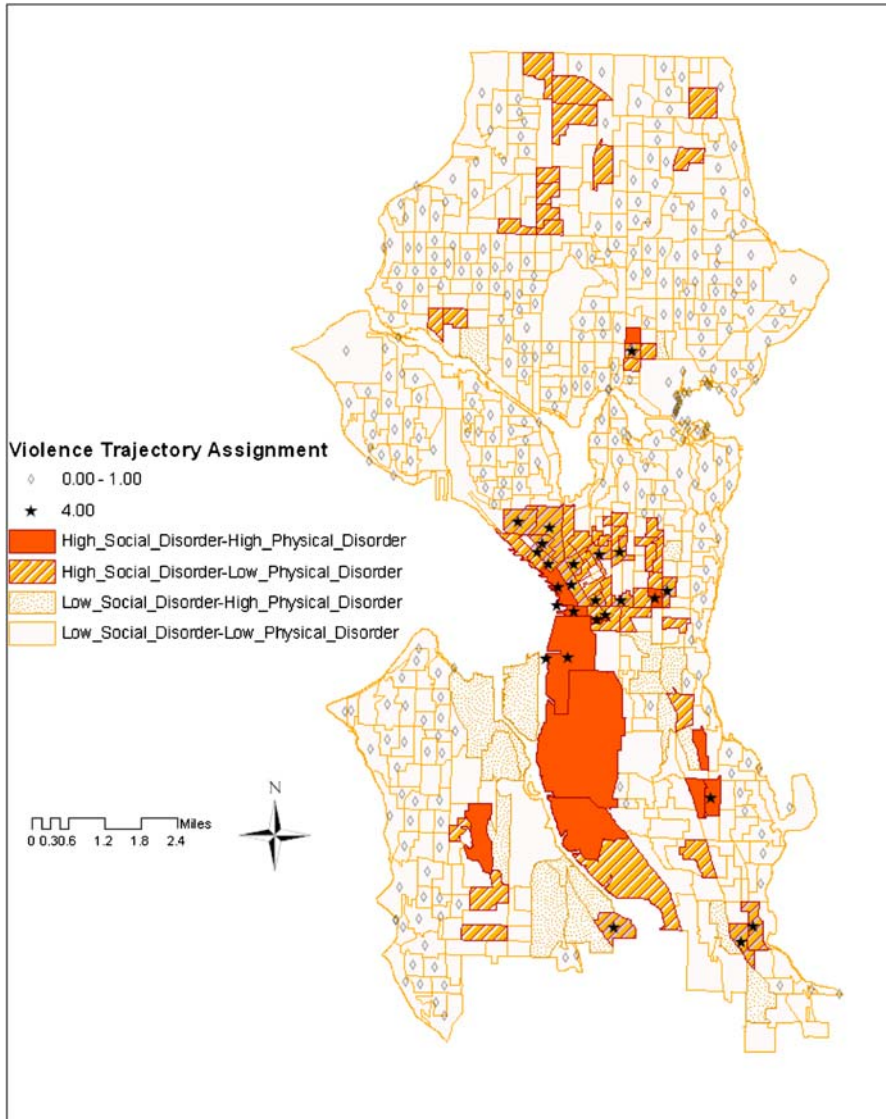 Violence Trajectory Assignment
0.00 - 1.00
4.00
High_Social_Disorder-High_Physical_Disorder
High_Social_Disorder-Low_Physical_Disorder
Low_Social_Disorder-High_Physical_Disorder
Low_Social_Disorder-Low_Physical_Disorder
N
Miles
0 0.30.6 1.2 1.8 2.4